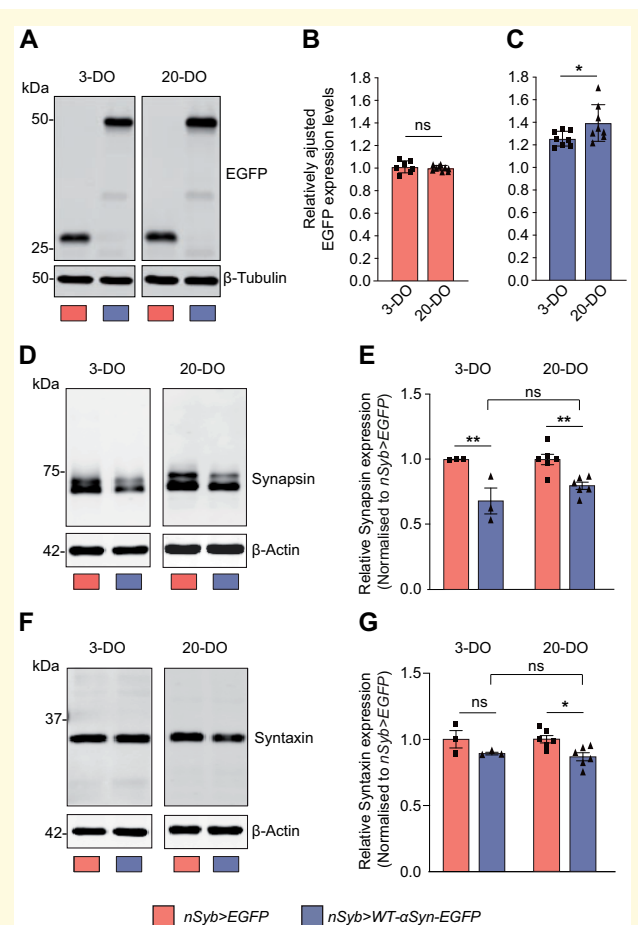 A
3-DO 20-DO
kDa
50-
EGFP
25-
50-
β-Tubulin
B
Relatively ajusted
EGFP expression levels
1.8
1.6
1.4
1.2
1.0
0.8
0.6
0.4
0.2
0.0
ns
3-DO
20-DO
C
1.8
1.6
1.4
1.2
1.0
0.8
0.6
0.4
0.2
0.0
*
3-DO
20-DO
D
3-DO 20-DO
kDa
75-
Synapsin
42-
β-Actin
E
3-DO 20-DO
Relative Synapsin expression
(Normalised to nSyb>EGFP)
1.5
1.0
0.5
0.0
ns
**
**
F
3-DO 20-DO
kDa
37-
Syntaxin
42-
β-Actin
G
3-DO 20-DO
Relative Syntaxin expression
(Normalised to nSyb>EGFP)
1.5
1.0
0.5
0.0
ns
ns
*
nSyb>EGFP nSyb>WT-αSyn-EGFP